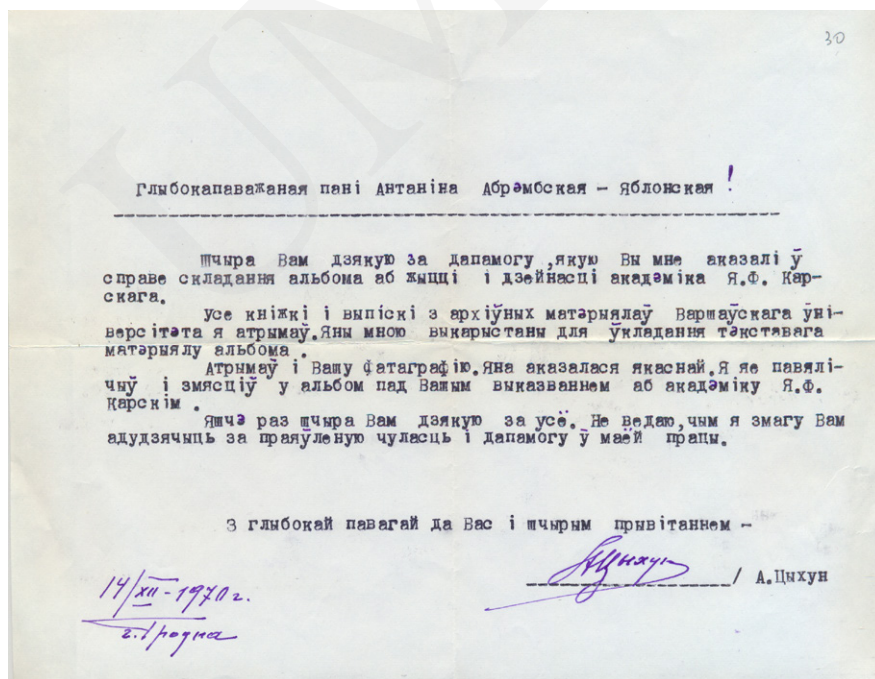 30
Глыбокапаважаная пані Антаніна Абрэмбская - Яблонская !
Шчыра Вам дзякую за дапамогу ,якую Вы мне аказалі ў
справе складання альбома аб жыцці і дзейнасці акадэміка Я.Ф. Кар-
скага.
Усе кніжкі і выпіскі з архіўных матэрыялаў Варшаўскага ўні-
версітэта я атрымаў.Яны мною выкарыстаны для ўкладання тэкставага
матэрыялу альбома .
Атрымаў і Вашу фатаграфію.Яна аказалася якаснай.Я яе павялі-
чыў і змясціў у альбом пад Вашым выказваннем аб акадэміку Я.Ф.
Карскім .
Яшчэ раз шчыра Вам дзякую за усё. Не ведаю,чым я змагу Вам
адудзячыць за праяўленую чуласць і дапамогу ў маёй працы.
З глыбокай павагай да Вас і шчырым прывітаннем -
АЦыхун
/ А.Цыхун
14/XII-1970г.
г.Гродна